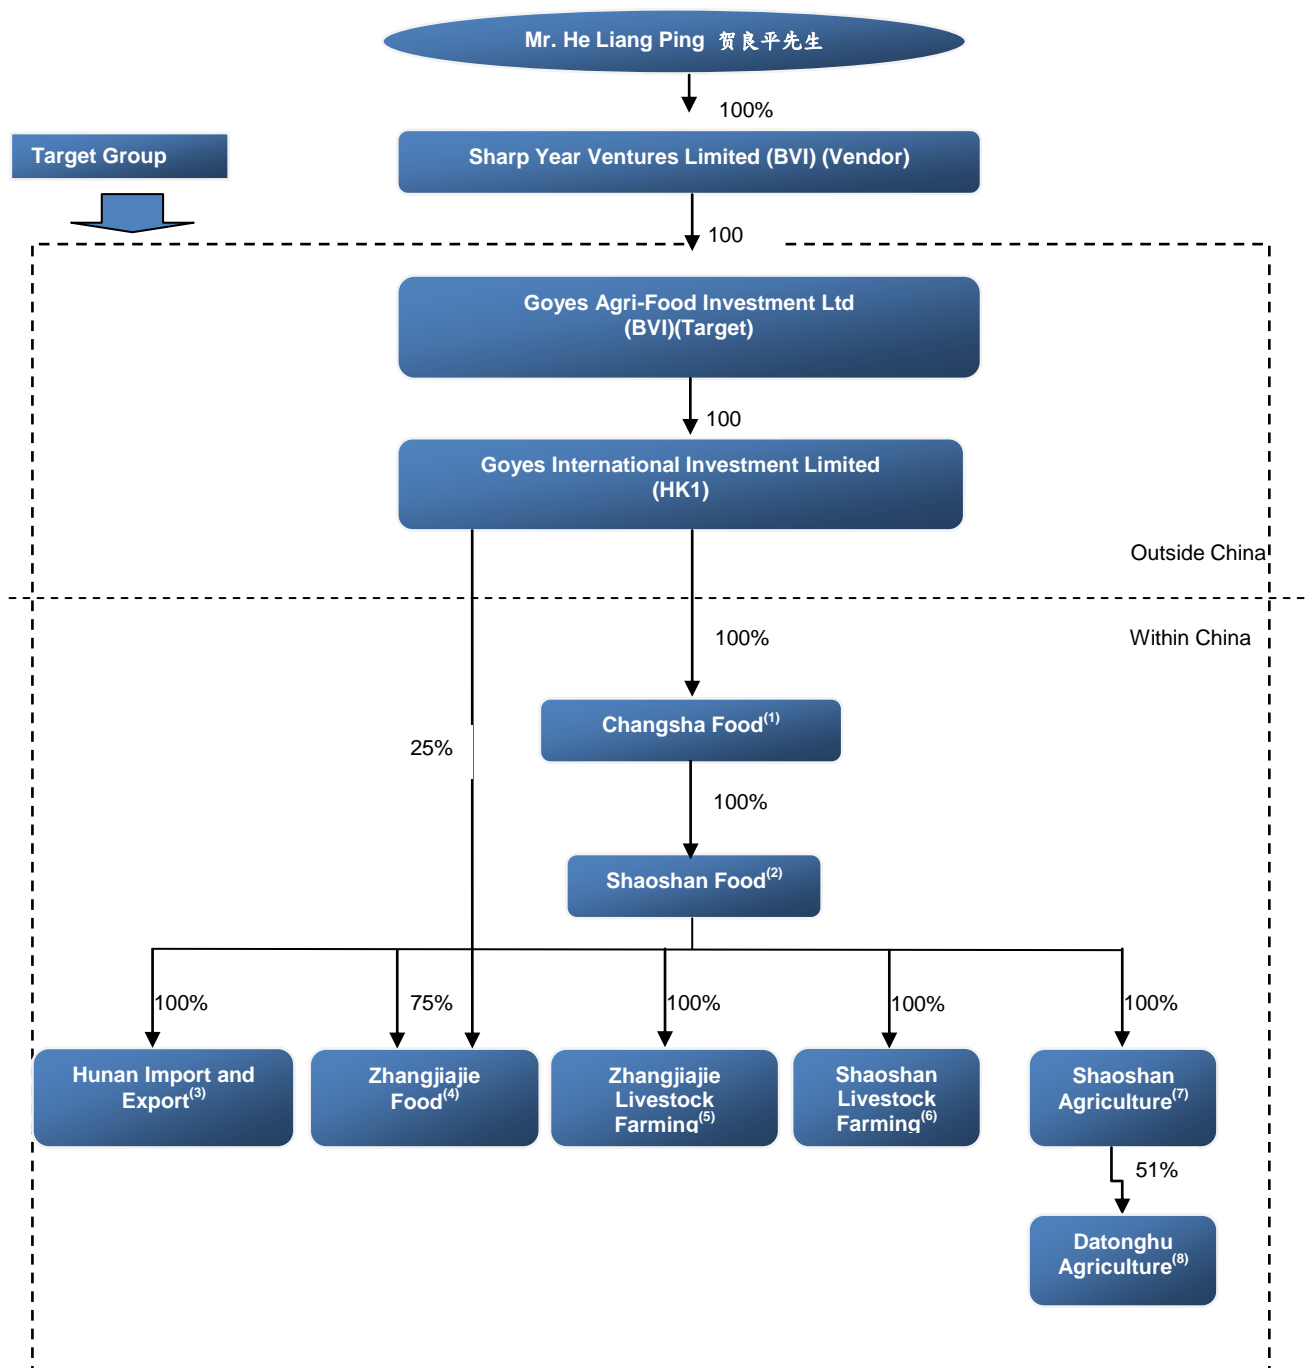 Mr. He Liang Ping 贺良平先生
100%
Target Group
Sharp Year Ventures Limited (BVI) (Vendor)
100
Goyes Agri-Food Investment Ltd
(BVI)(Target)
100
Goyes International Investment Limited
(HK1)
Outside China
Within China
100%
Changsha Food(1)
25%
100%
Shaoshan Food(2)
100%
75%
100%
100%
100%
Hunan Import and
Export(3)
Zhangjiajie
Food(4)
Zhangjiajie
Livestock
Farming(5)
Shaoshan
Livestock
Farming(6)
Shaoshan
Agriculture(7)
51%
Datonghu
Agriculture(8)